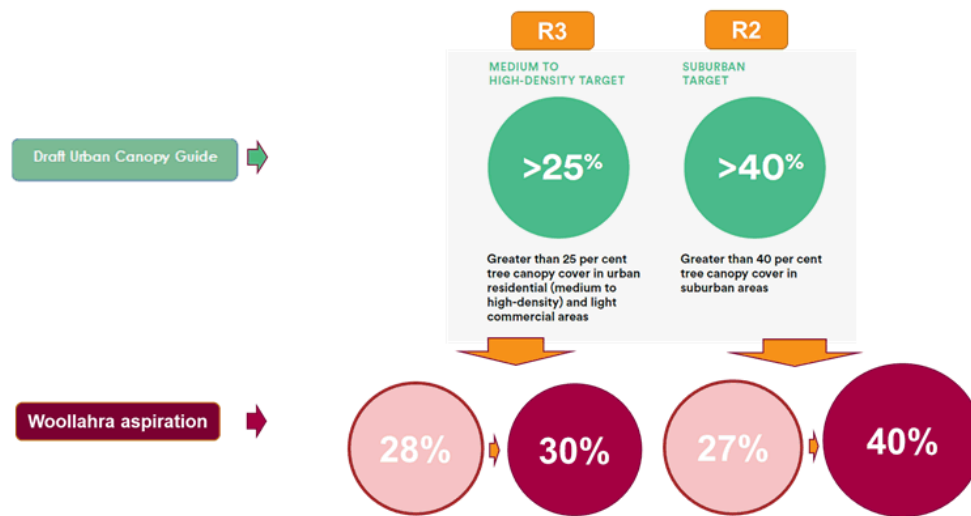 R3
R2
MEDIUM TO
HIGH-DENSITY TARGET
SUBURBAN
TARGET
Draft Urban Canopy Guide
>25%
>40%
Greater than 25 per cent
tree canopy cover in urban
residential (medium to
high-density) and light
commercial areas
Greater than 40 per cent
tree canopy cover in
suburban areas
Woollahra aspiration
28%
30%
27%
40%